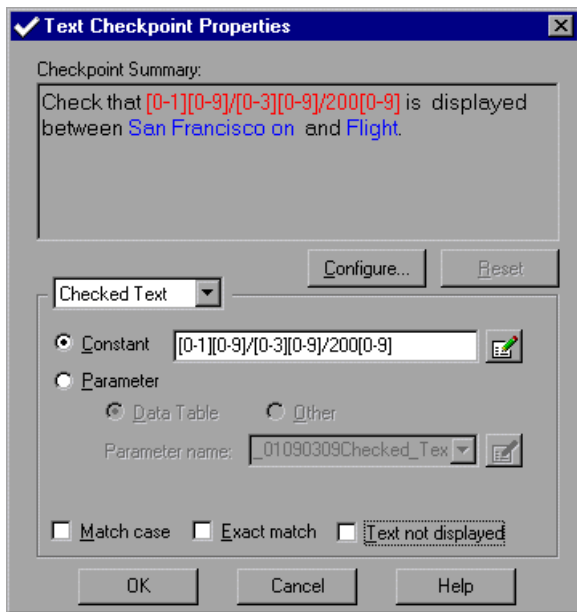 Text Checkpoint Properties
Checkpoint Summary:
Check that [0-1][0-9]/[0-3][0-9]/200[0-9] is displayed
between San Francisco on and Flight.
Configure... Reset
Checked Text
Constant [0-1][0-9]/[0-3][0-9]/200[0-9]
Parameter
Data Table Other
Parameter name: _01090309Checked_Tex
Match case Exact match Text not displayed
OK Cancel Help